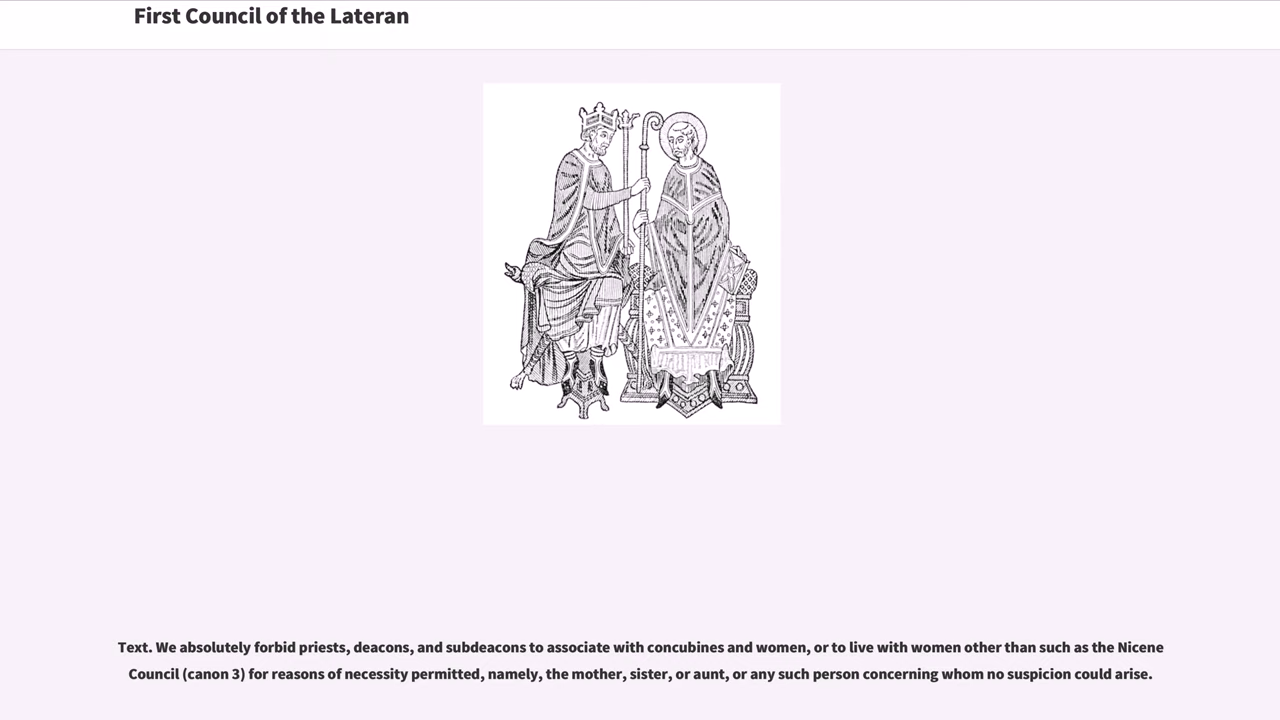 First Council of the Lateran
Text. We absolutely forbid priests, deacons, and subdeacons to associate with concubines and women, or to live with women other than such as the Nicene
Council (canon 3) for reasons of necessity permitted, namely, the mother, sister, or aunt, or any such person concerning whom no suspicion could arise.